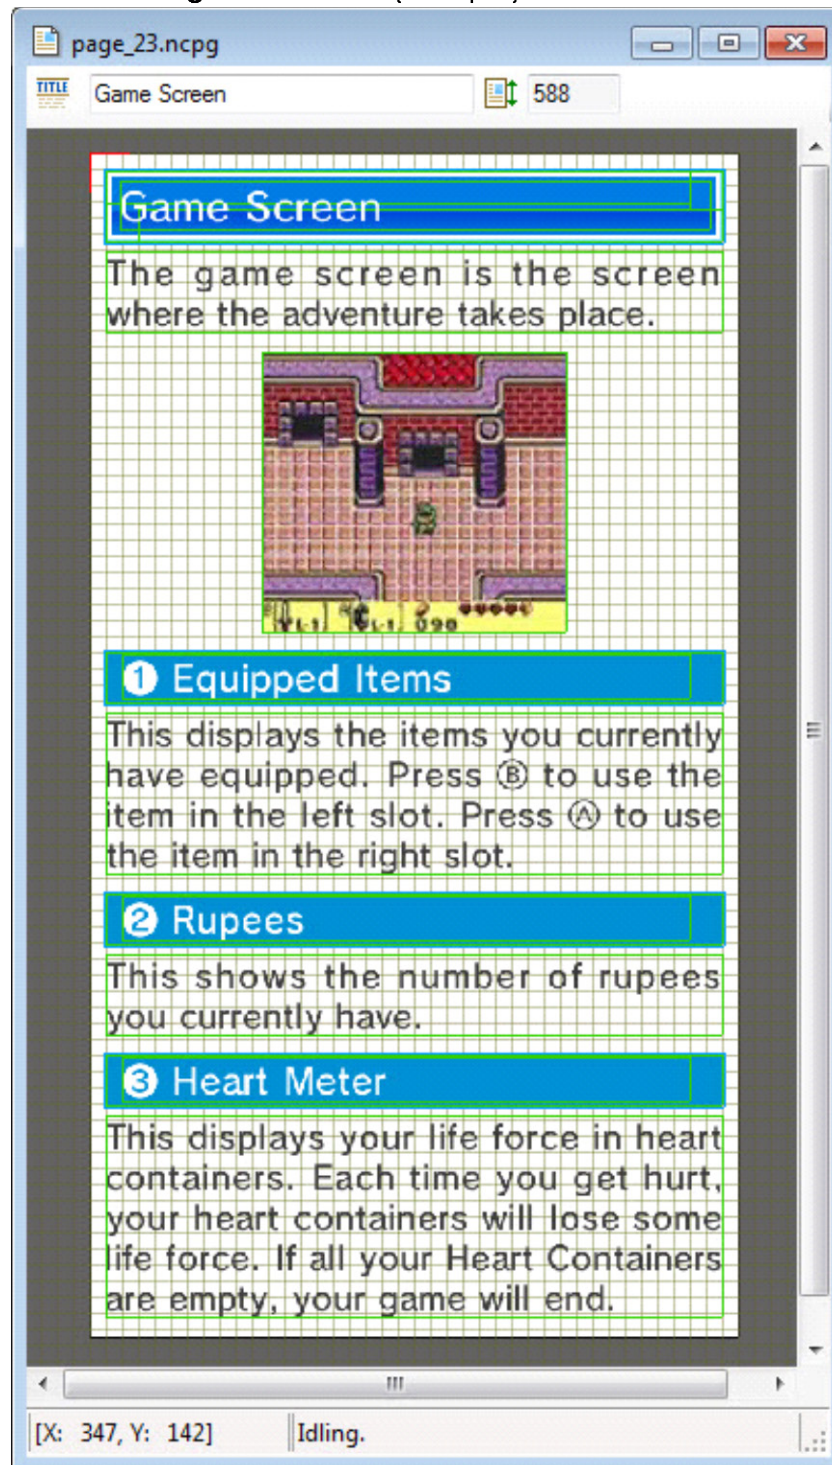 page_23.ncpg
TITLE
Game Screen
588
Game Screen
The game screen is the screen
where the adventure takes place.
L-1 L-1 090
① Equipped Items
This displays the items you currently
have equipped. Press Ⓑ to use the
item in the left slot. Press Ⓐ to use
the item in the right slot.
② Rupees
This shows the number of rupees
you currently have.
③ Heart Meter
This displays your life force in heart
containers. Each time you get hurt,
your heart containers will lose some
life force. If all your Heart Containers
are empty, your game will end.
[X: 347, Y: 142] Idling.